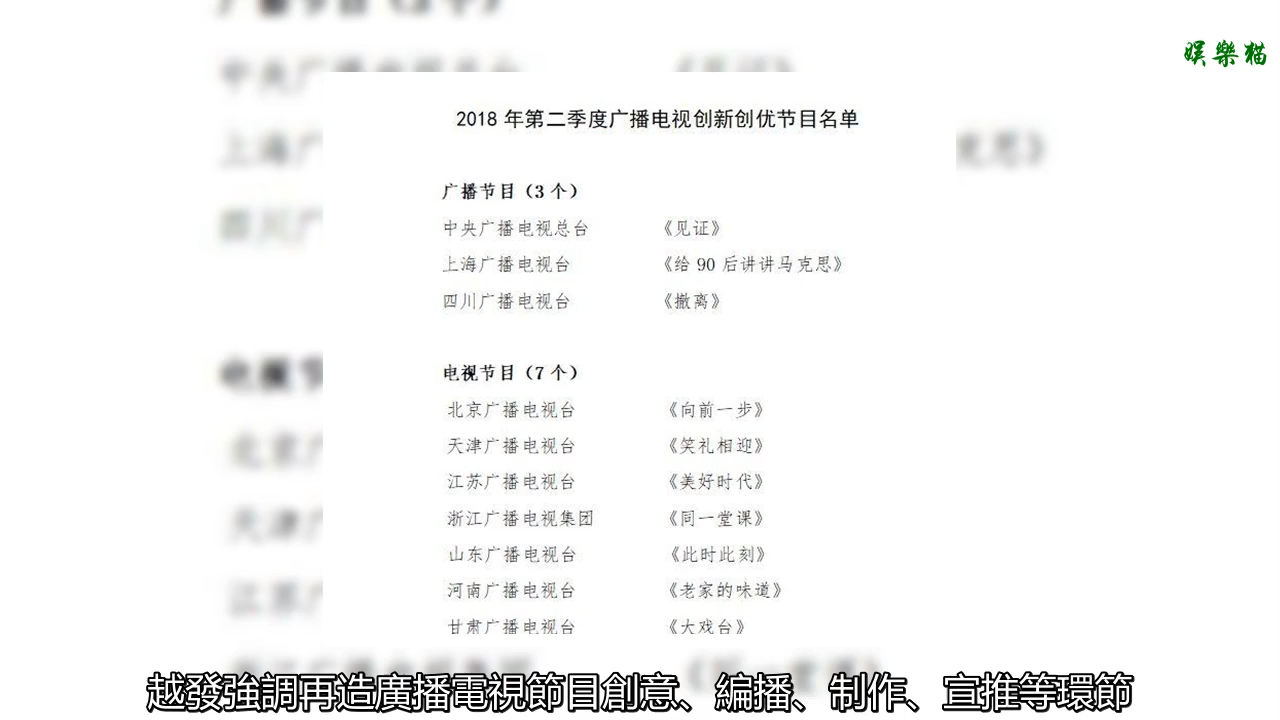 娱樂猫
2018 年第二季度广播电视创新创优节目名单
广播节目（3 个）
中央广播电视总台 《见证》
上海广播电视台 《给 90 后讲讲马克思》
四川广播电视台 《撤离》
电视节目（7 个）
北京广播电视台 《向前一步》
天津广播电视台 《笑礼相迎》
江苏广播电视台 《美好时代》
浙江广播电视集团 《同一堂课》
山东广播电视台 《此时此刻》
河南广播电视台 《老家的味道》
甘肃广播电视台 《大戏台》
越發強調再造廣播電視節目創意、編播、制作、宣推等環節